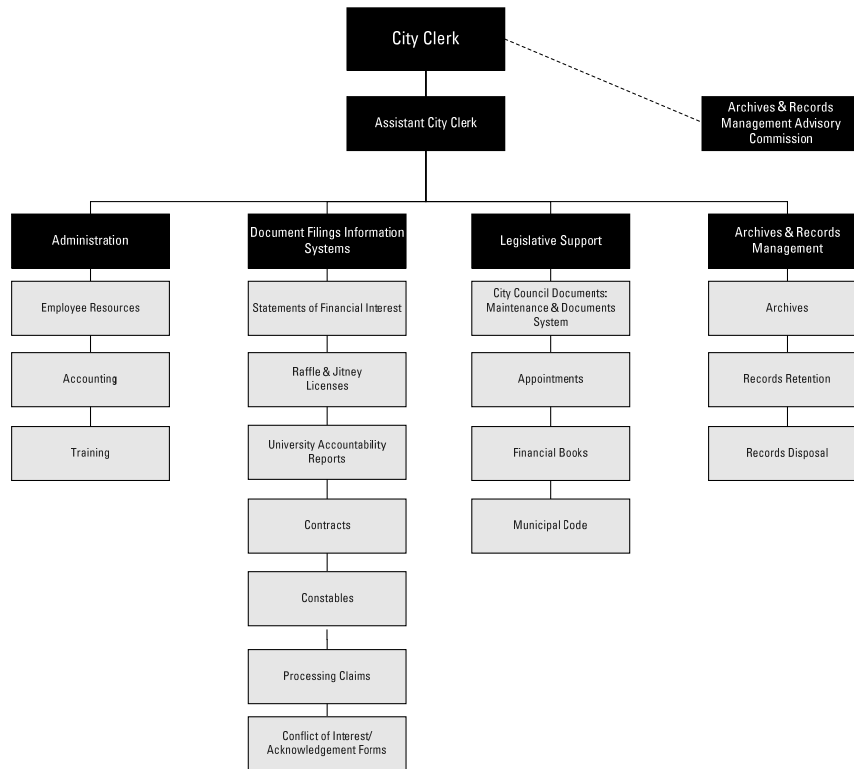 City Clerk
Assistant City Clerk
Archives & Records
Management Advisory
Commission
Administration
Employee Resources
Accounting
Training
Document Filings Information
Systems
Statements of Financial Interest
Raffle & Jitney
Licenses
University Accountability
Reports
Contracts
Constables
Processing Claims
Conflict of Interest/
Acknowledgement Forms
Legislative Support
City Council Documents:
Maintenance & Documents
System
Appointments
Financial Books
Municipal Code
Archives & Records
Management
Archives
Records Retention
Records Disposal